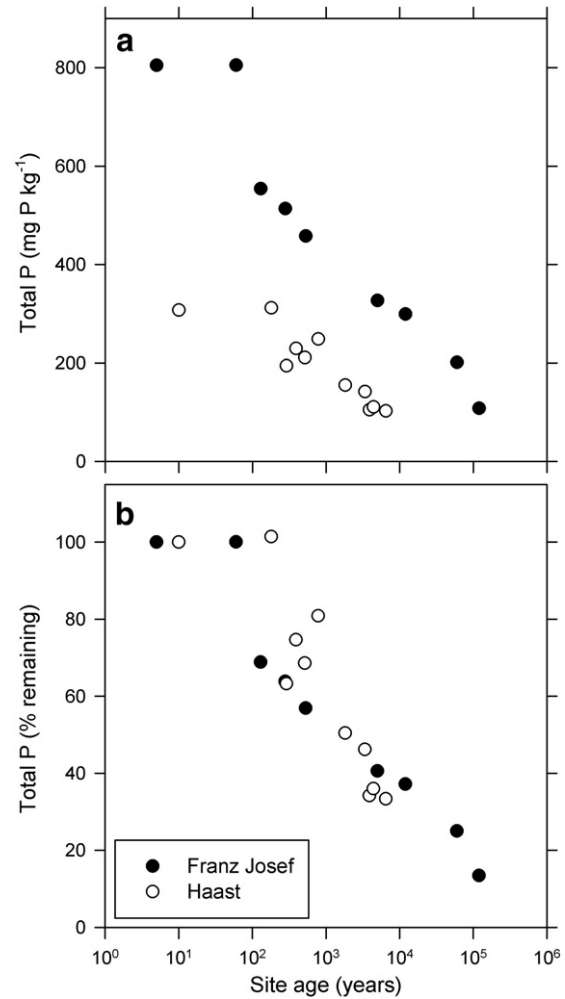 a
800
600
400
200
0
Total P (mg P kg⁻¹)
b
100
80
60
40
20
0
Total P (% remaining)
Franz Josef
Haast
10⁰ 10¹ 10² 10³ 10⁴ 10⁵ 10⁶
Site age (years)